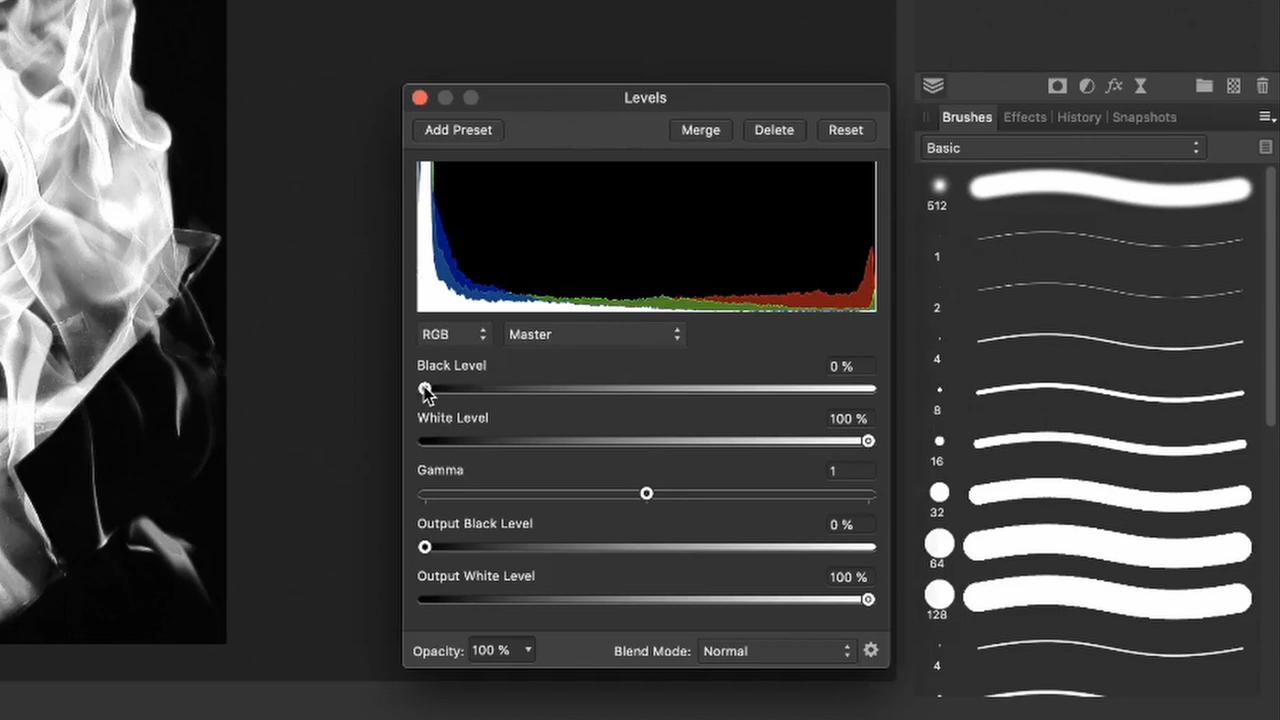 Levels
Add Preset
Merge
Delete
Reset
RGB
Master
Black Level
0 %
White Level
100 %
Gamma
1
Output Black Level
0 %
Output White Level
100 %
Opacity:
100 %
Blend Mode:
Normal
fx
Brushes
Effects
History
Snapshots
Basic
512
1
2
4
8
16
32
64
128
4